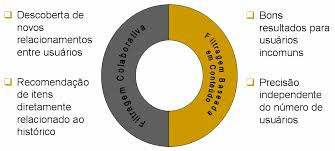 Descoberta de
novos
relacionamentos
entre usuários
Recomendação
de itens
diretamente
relacionado ao
histórico
Filtragem Colaborativa
Filtragem Baseada
em Conteúdo
Bons
resultados para
usuários
incomuns
Precisão
independente
do número de
usuários